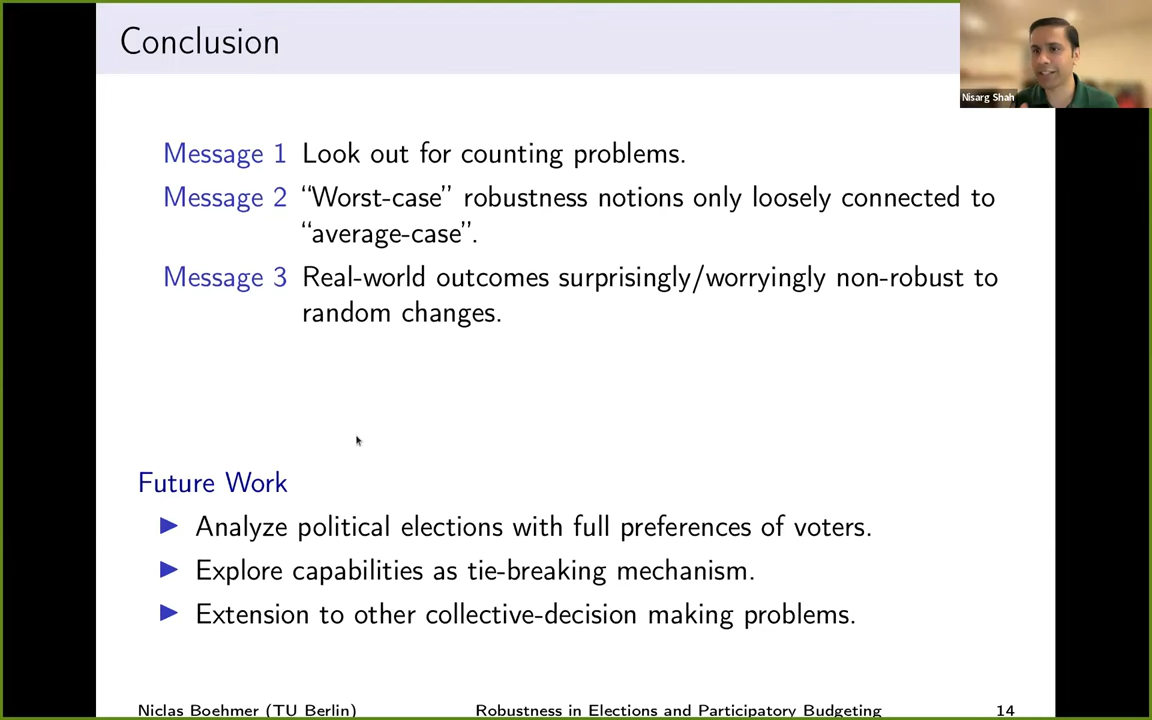 Conclusion
Nisarg Shah
Message 1 Look out for counting problems.
Message 2 “Worst-case” robustness notions only loosely connected to
“average-case”.
Message 3 Real-world outcomes surprisingly/worryingly non-robust to
random changes.
Future Work
▶ Analyze political elections with full preferences of voters.
▶ Explore capabilities as tie-breaking mechanism.
▶ Extension to other collective-decision making problems.
Niclas Boehmer (TU Berlin) Robustness in Elections and Participatory Budgeting 14